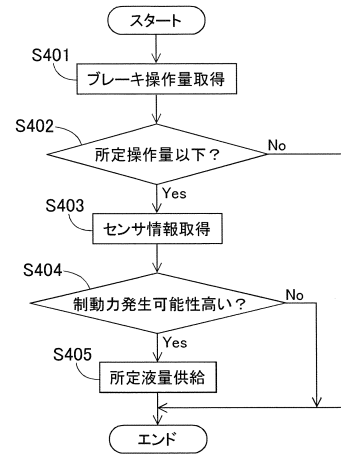 スタート
S401
ブレーキ操作量取得
S402
所定操作量以下？
No
Yes
S403
センサ情報取得
S404
制動力発生可能性高い？
No
Yes
S405
所定液量供給
エンド